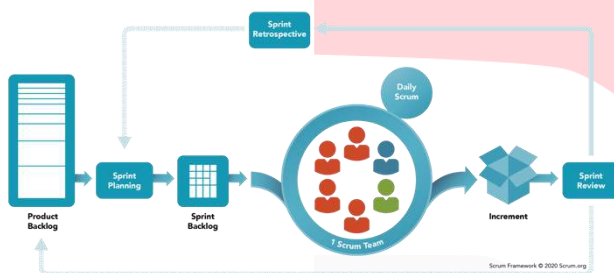 Sprint
Retrospective
Daily
Scrum
Sprint
Planning
Sprint
Review
Product
Backlog
Sprint
Backlog
1 Scrum Team
Increment
Scrum Framework © 2020 Scrum.org